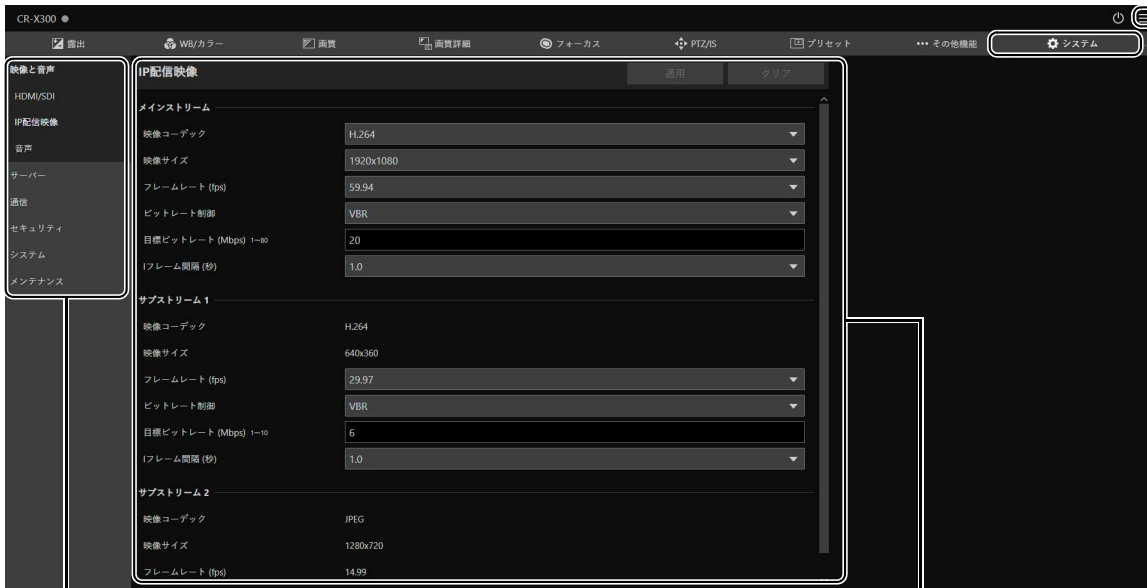 CR-X300
露出 WB/カラー 画質 画質詳細 フォーカス PTZ/IS プリセット その他機能 システム
映像と音声
HDMI/SDI
IP配信映像
音声
サーバー
通信
セキュリティ
システム
メンテナンス
IP配信映像 適用 クリア
メインストリーム
映像コーデック H.264
映像サイズ 1920x1080
フレームレート (fps) 59.94
ビットレート制御 VBR
目標ビットレート (Mbps) 1~80 20
Iフレーム間隔 (秒) 1.0
サブストリーム 1
映像コーデック H.264
映像サイズ 640x360
フレームレート (fps) 29.97
ビットレート制御 VBR
目標ビットレート (Mbps) 1~10 6
Iフレーム間隔 (秒) 1.0
サブストリーム 2
映像コーデック JPEG
映像サイズ 1280x720
フレームレート (fps) 14.99